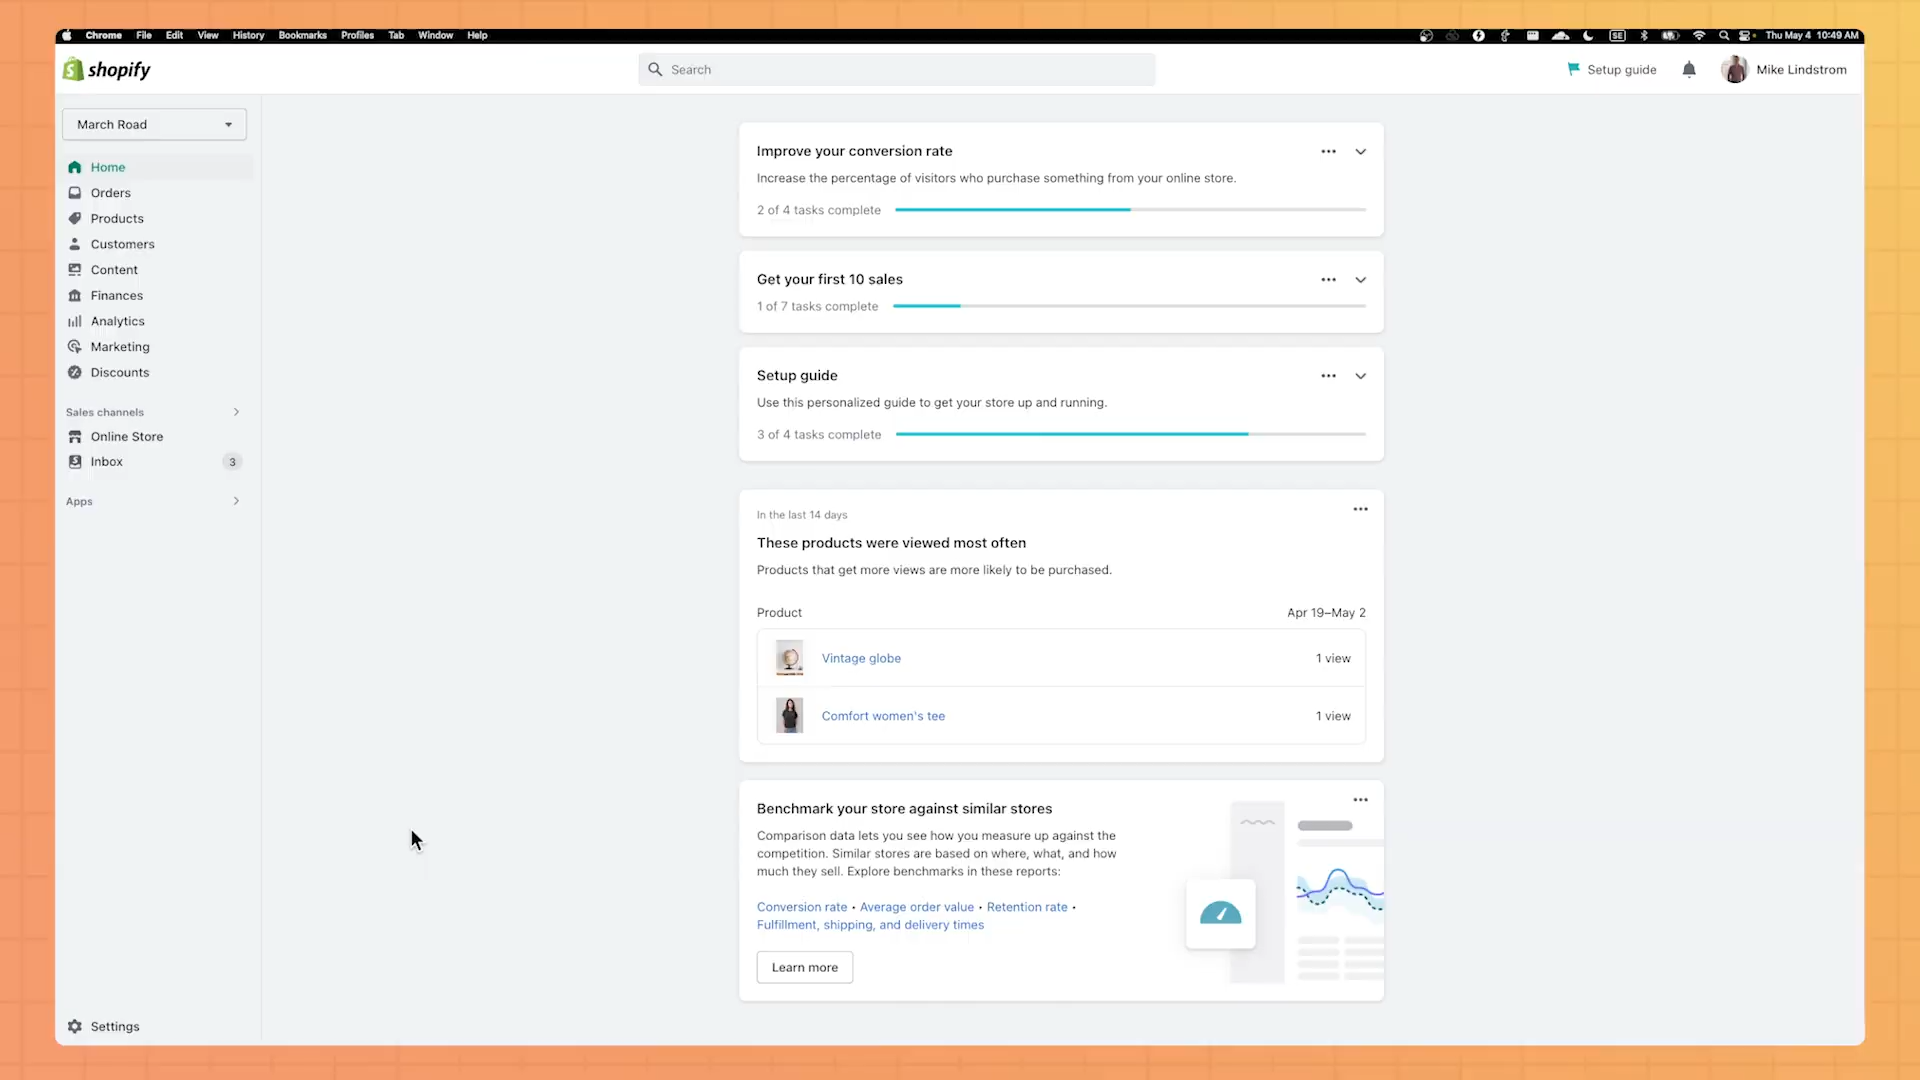 Chrome File Edit View History Bookmarks Profiles Tab Window Help
SE
Thu May 4 10:49 AM
shopify
Search
Setup guide
Mike Lindstrom
March Road
Home
Orders
Products
Customers
Content
Finances
Analytics
Marketing
Discounts
Sales channels
Online Store
Inbox 3
Apps
Settings
Improve your conversion rate
Increase the percentage of visitors who purchase something from your online store.
2 of 4 tasks complete
Get your first 10 sales
1 of 7 tasks complete
Setup guide
Use this personalized guide to get your store up and running.
3 of 4 tasks complete
In the last 14 days
These products were viewed most often
Products that get more views are more likely to be purchased.
Product Apr 19–May 2
Vintage globe 1 view
Comfort women's tee 1 view
Benchmark your store against similar stores
Comparison data lets you see how you measure up against the
competition. Similar stores are based on where, what, and how
much they sell. Explore benchmarks in these reports:
Conversion rate • Average order value • Retention rate •
Fulfillment, shipping, and delivery times
Learn more